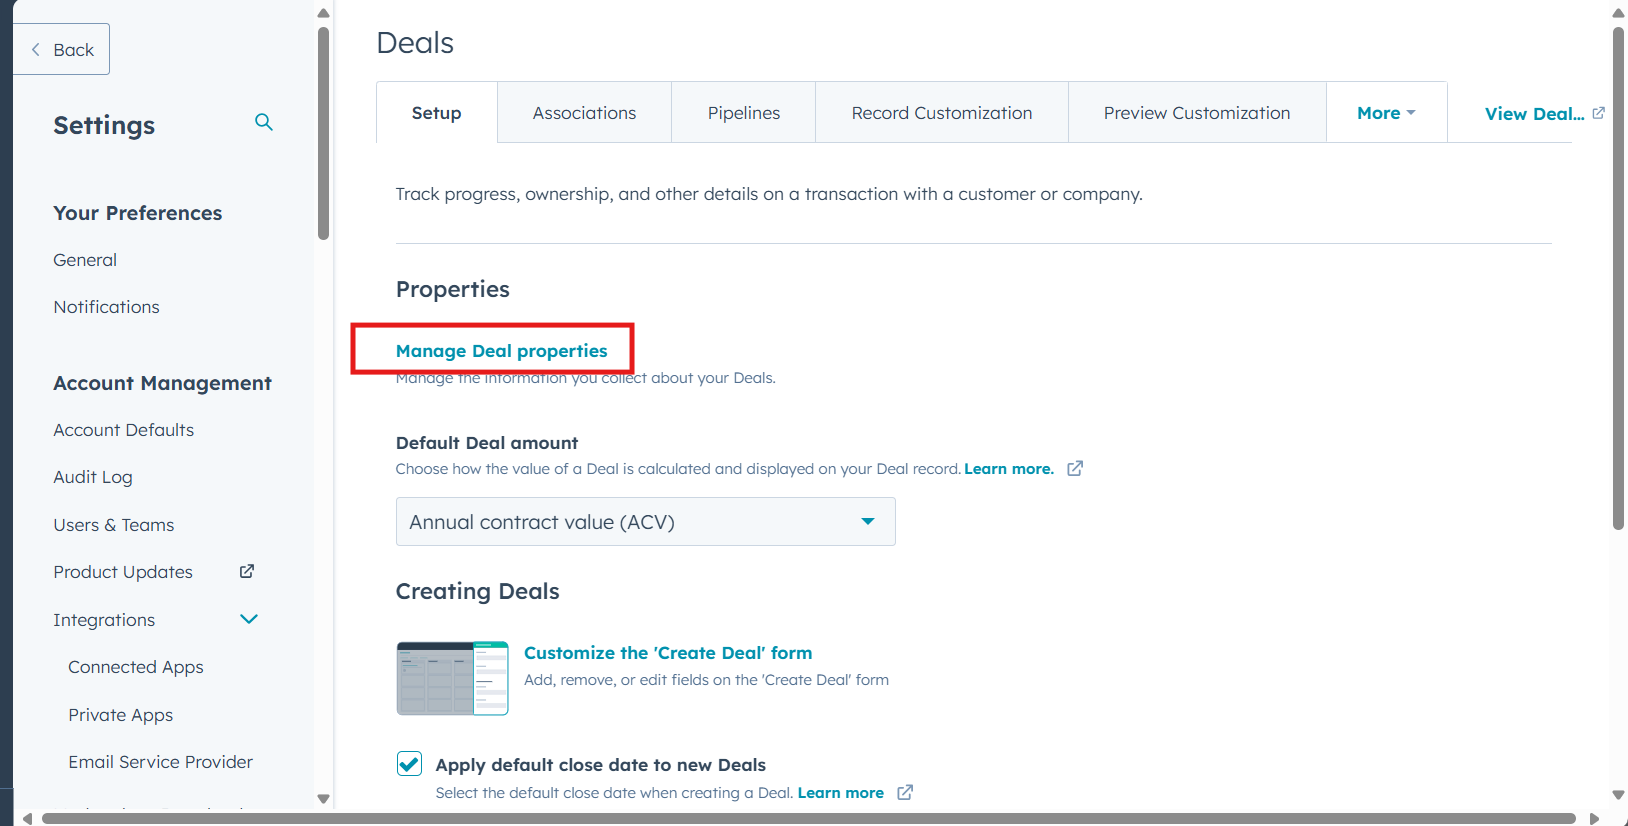 Back
Settings
Your Preferences
General
Notifications
Account Management
Account Defaults
Audit Log
Users & Teams
Product Updates
Integrations
Connected Apps
Private Apps
Email Service Provider
Deals
Setup
Associations
Pipelines
Record Customization
Preview Customization
More
View Deal...
Track progress, ownership, and other details on a transaction with a customer or company.
Properties
Manage Deal properties
Manage the information you collect about your Deals.
Default Deal amount
Choose how the value of a Deal is calculated and displayed on your Deal record. Learn more.
Annual contract value (ACV)
Creating Deals
Customize the 'Create Deal' form
Add, remove, or edit fields on the 'Create Deal' form
Apply default close date to new Deals
Select the default close date when creating a Deal. Learn more